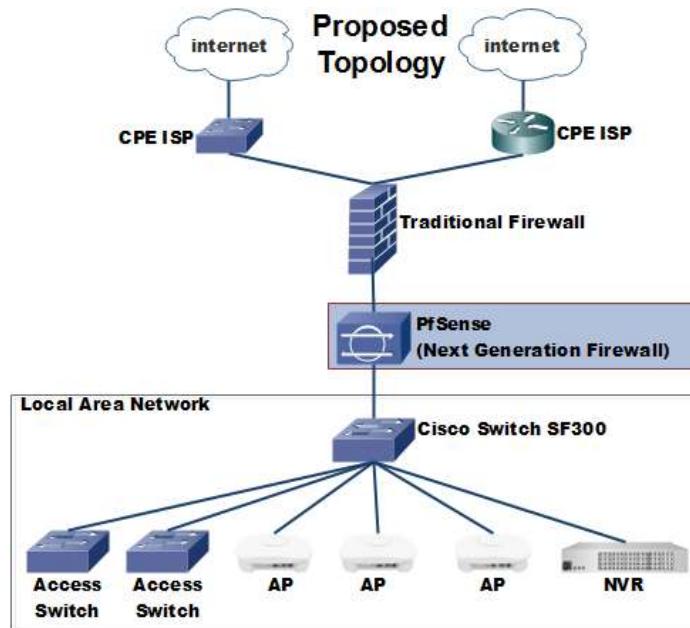 internet
Proposed
Topology
internet
CPE ISP
CPE ISP
Traditional Firewall
PfSense
(Next Generation Firewall)
Local Area Network
Cisco Switch SF300
Access
Switch
Access
Switch
AP
AP
AP
NVR